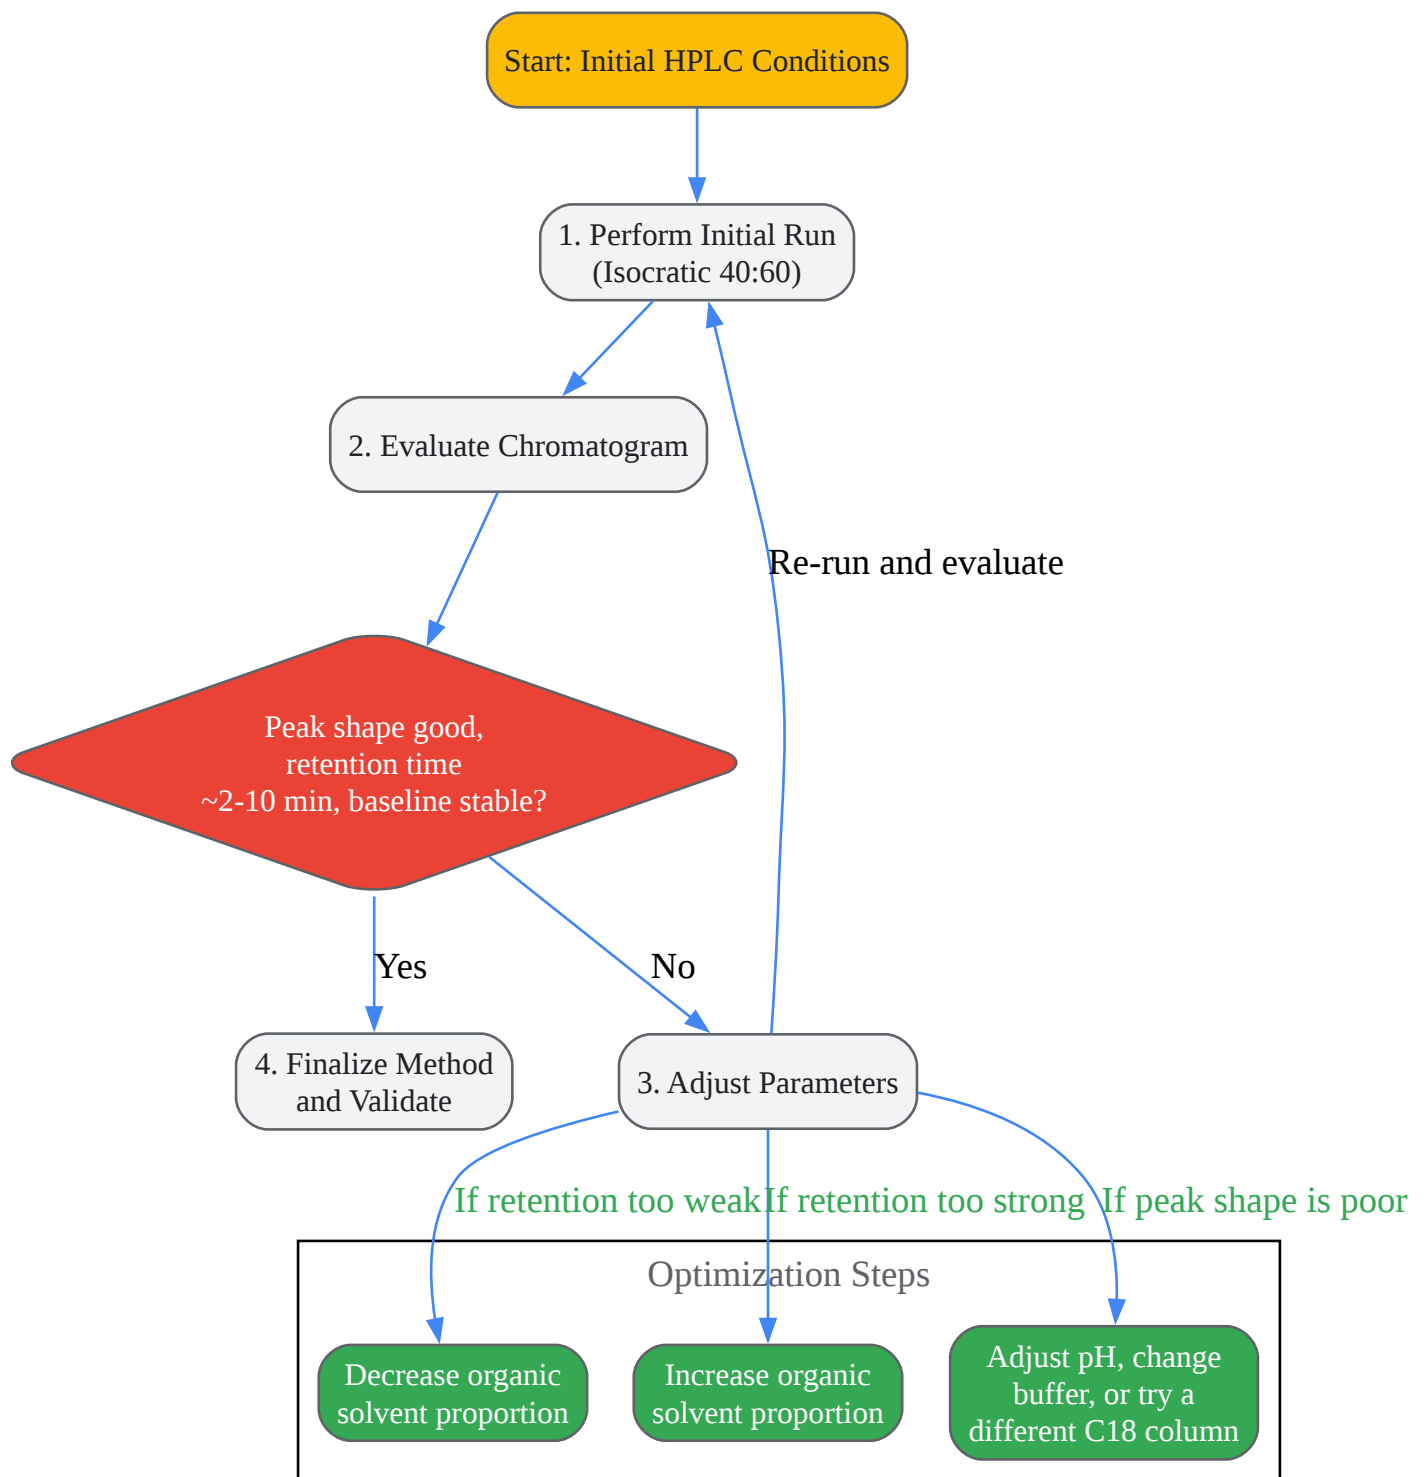 Start: Initial HPLC Conditions
1. Perform Initial Run
(Isocratic 40:60)
2. Evaluate Chromatogram
Re-run and evaluate
Peak shape good,
retention time
~2-10 min, baseline stable?
Yes
No
4. Finalize Method
and Validate
3. Adjust Parameters
If retention too weak
If retention too strong
If peak shape is poor
Optimization Steps
Decrease organic
solvent proportion
Increase organic
solvent proportion
Adjust pH, change
buffer, or try a
different C18 column